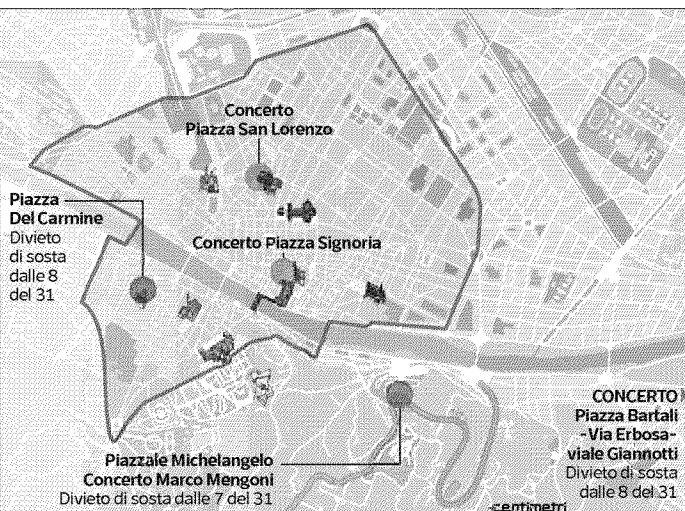 Concerto
Piazza San Lorenzo
Piazza
Del Carmine
Divieto
di sosta
dalle 8
del 31
Concerto Piazza Signoria
Piazzale Michelangelo
Concerto Marco Mengoni
Divieto di sosta dalle 7 del 31
CONCERTO
Piazza Bartali
-Via Erbosa-
viale Giannotti
Divieto di sosta
dalle 8 del 31
centimetri